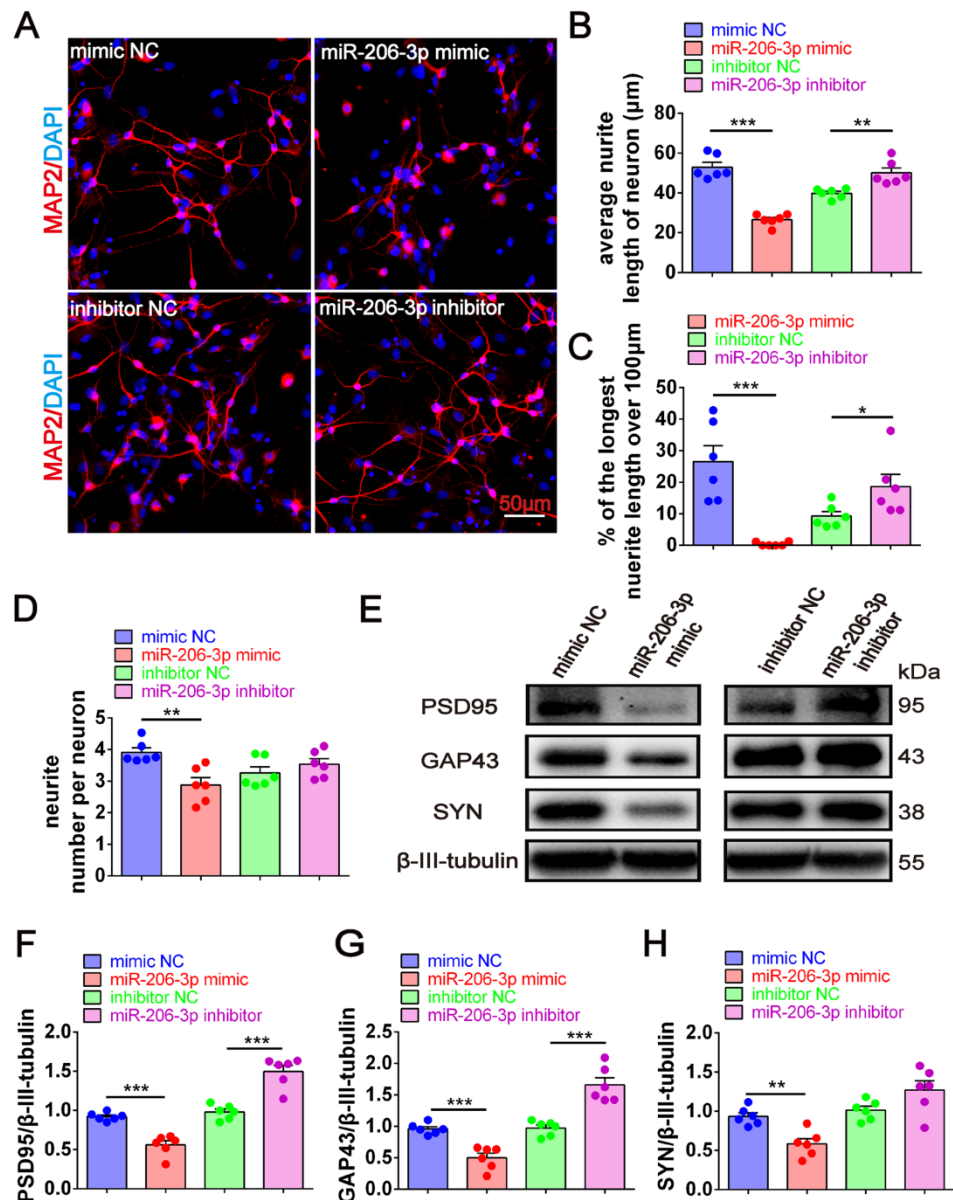 A
mimic NC
miR-206-3p mimic
MAP2/DAPI
inhibitor NC
miR-206-3p inhibitor
MAP2/DAPI
50μm
B
mimic NC
miR-206-3p mimic
inhibitor NC
miR-206-3p inhibitor
average nurite
length of neuron (μm)
80
60
40
20
0
***
**
C
miR-206-3p mimic
inhibitor NC
miR-206-3p inhibitor
% of the longest
nuerite length over 100μm
50
40
30
20
10
0
***
*
D
mimic NC
miR-206-3p mimic
inhibitor NC
miR-206-3p inhibitor
neurite
number per neuron
5
4
3
2
1
0
**
E
mimic NC
miR-206-3p
mimic
inhibitor NC
miR-206-3p
inhibitor
kDa
PSD95
95
GAP43
43
SYN
38
β-III-tubulin
55
F
mimic NC
miR-206-3p mimic
inhibitor NC
miR-206-3p inhibitor
PSD95/β-III-tubulin
2.0
1.5
1.0
0.5
0.0
***
***
G
mimic NC
miR-206-3p mimic
inhibitor NC
miR-206-3p inhibitor
GAP43/β-III-tubulin
2.5
2.0
1.5
1.0
0.5
0.0
***
***
H
mimic NC
miR-206-3p mimic
inhibitor NC
miR-206-3p inhibitor
SYN/β-III-tubulin
2.0
1.5
1.0
0.5
0.0
**